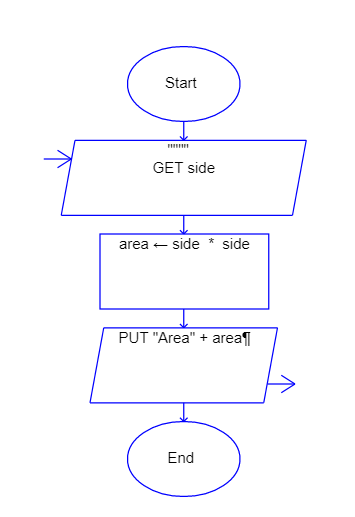 Start
""""
GET side
area ← side * side
PUT "Area" + area¶
End